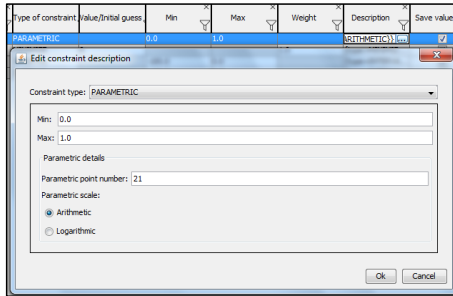 Type of constraint Value/Initial guess Min Max Weight Description Save value
PARAMETRIC 0.0 1.0 ARITHMETIC}} ...
Edit constraint description
Constraint type: PARAMETRIC
Min: 0.0
Max: 1.0
Parametric details
Parametric point number: 21
Parametric scale:
Arithmetic
Logarithmic
Ok Cancel